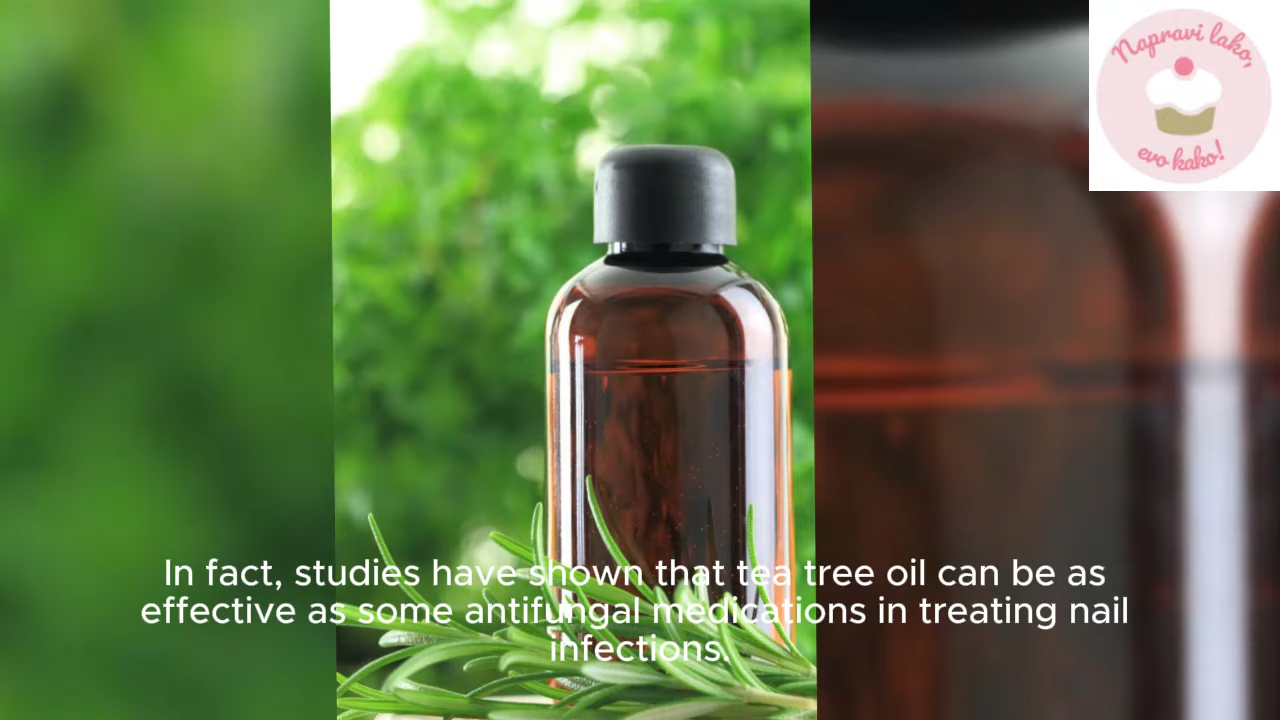 Napravi lako,
evo kako!
In fact, studies have shown that tea tree oil can be as
effective as some antifungal medications in treating nail
infections.